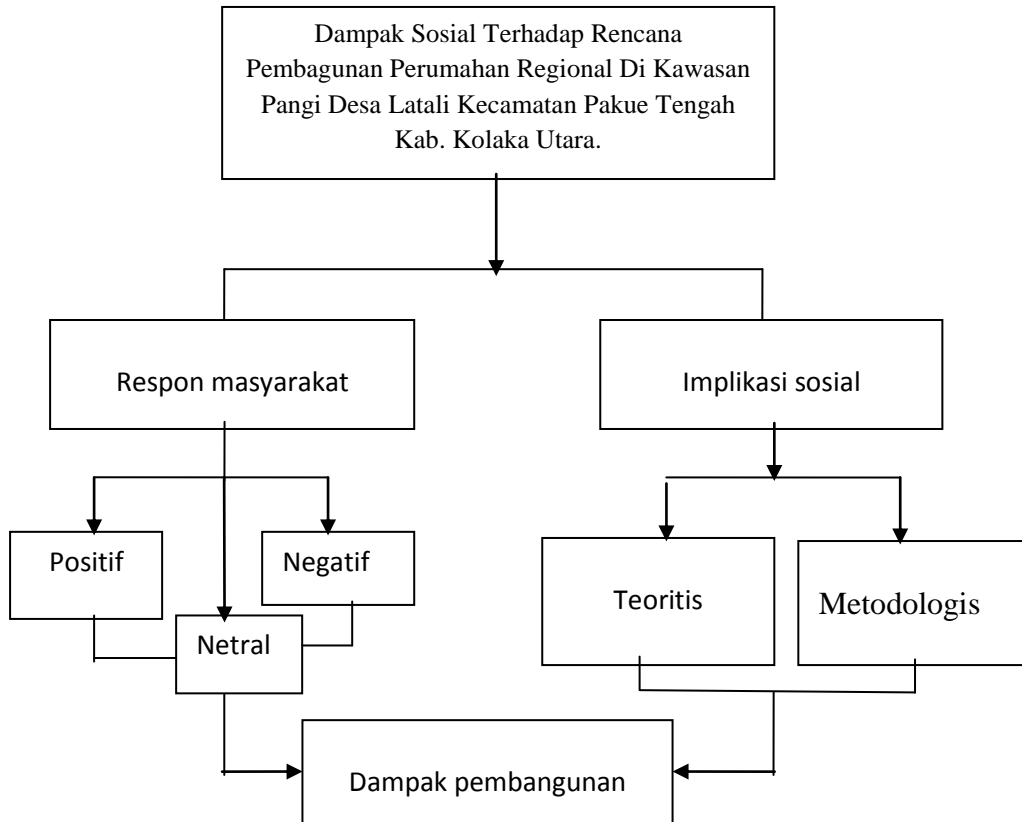 Dampak Sosial Terhadap Rencana
Pembagunan Perumahan Regional Di Kawasan
Pangi Desa Latali Kecamatan Pakue Tengah
Kab. Kolaka Utara.
Respon masyarakat
Implikasi sosial
Positif
Negatif
Netral
Teoritis
Metodologis
Dampak pembangunan